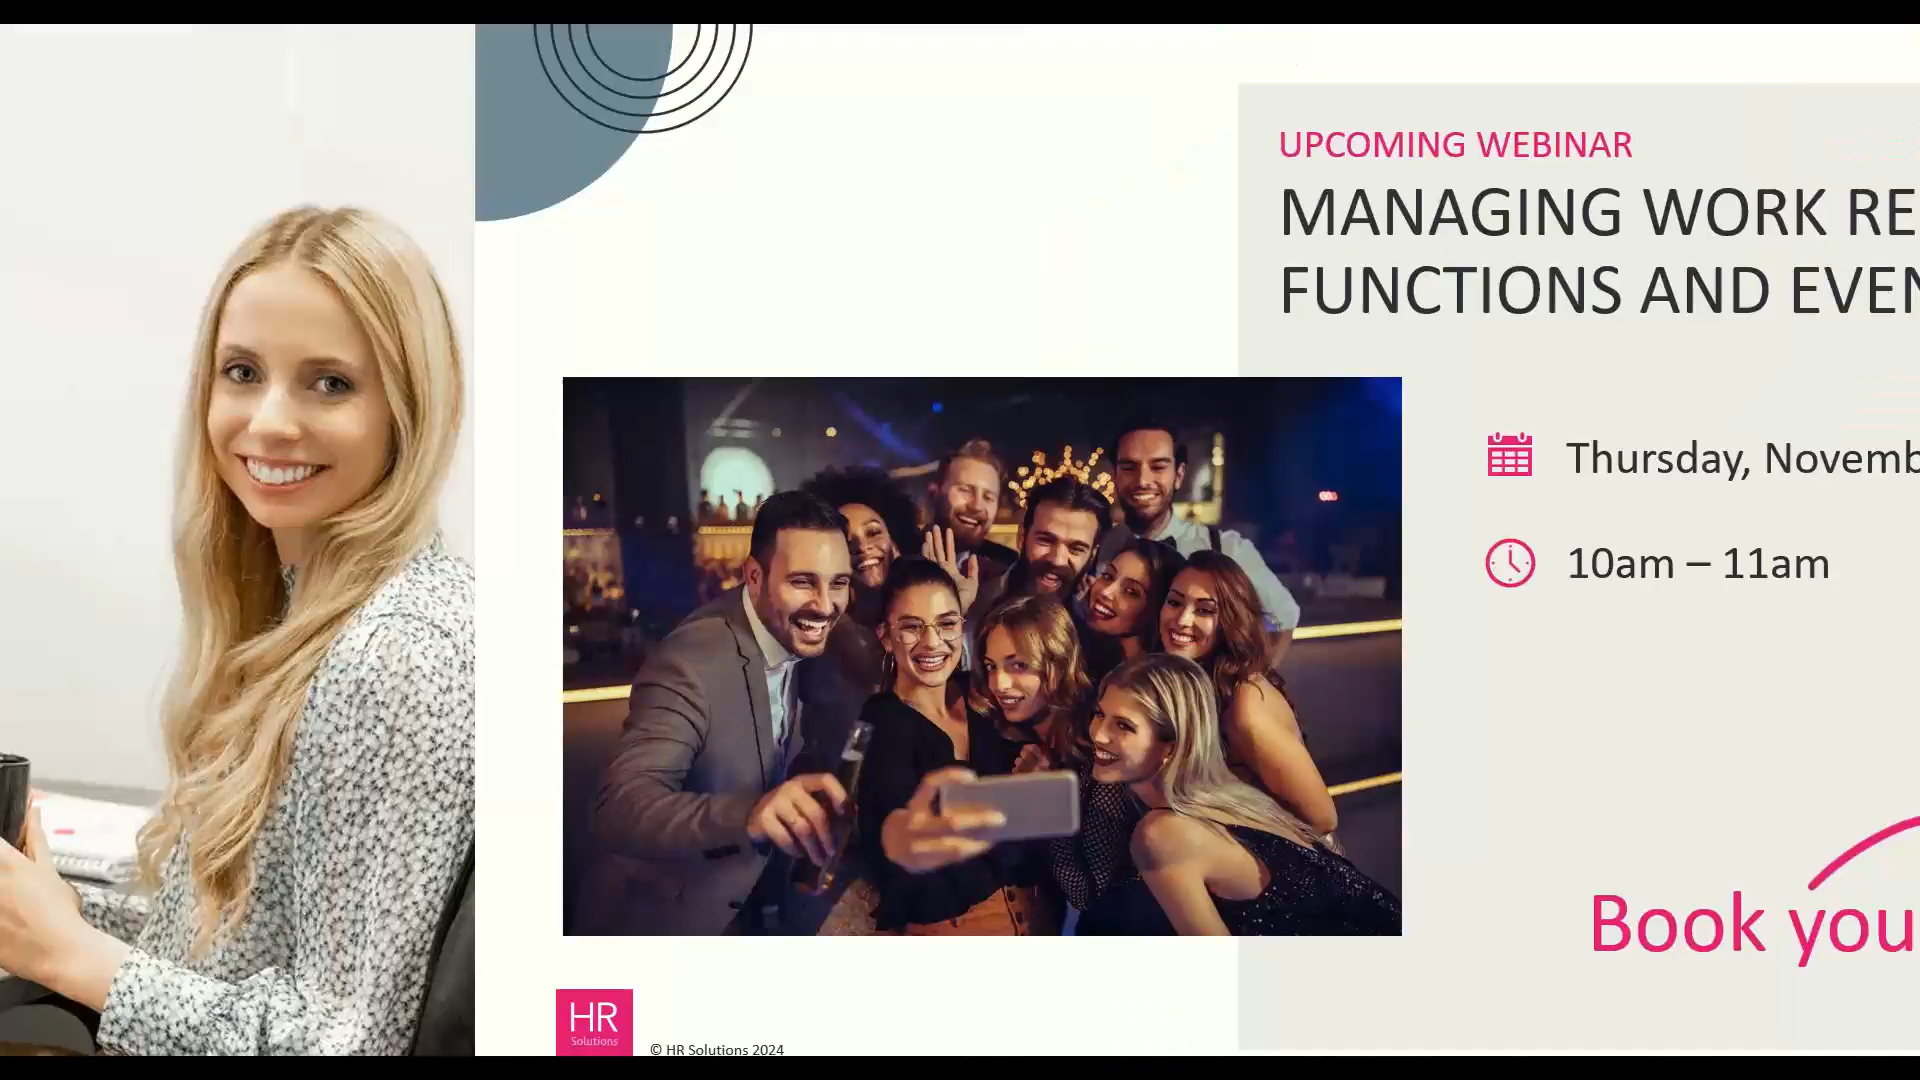 UPCOMING WEBINAR
MANAGING WORK RE
FUNCTIONS AND EVEN
Thursday, Novemb
10am – 11am
Book you
HR
Solutions
© HR Solutions 2024